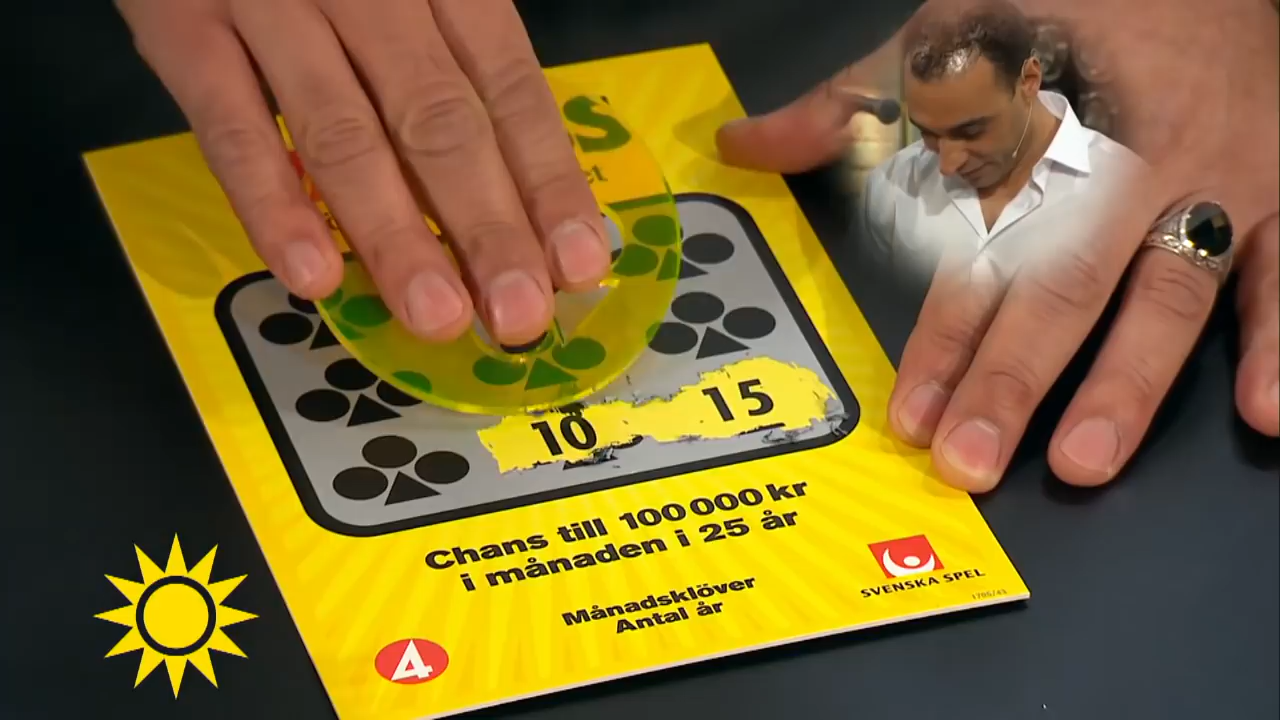 10 15
Chans till 100 000 kr
i månaden i 25 år
Månadsklöver
Antal år
SVENSKA SPEL
4